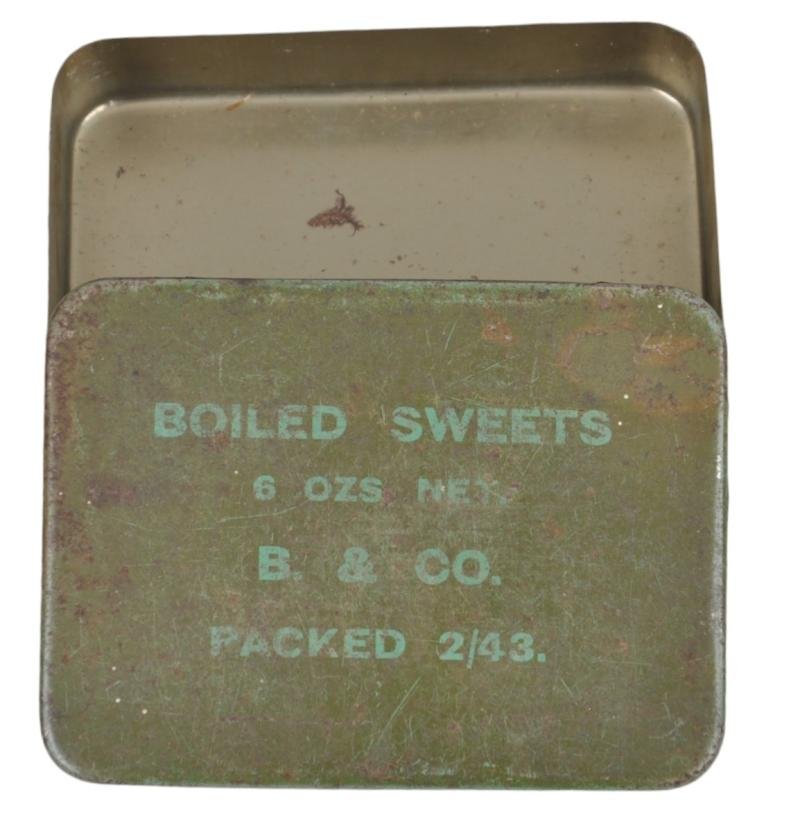 BOILED SWEETS
6 OZS NET.
B. & CO.
PACKED 2/43.